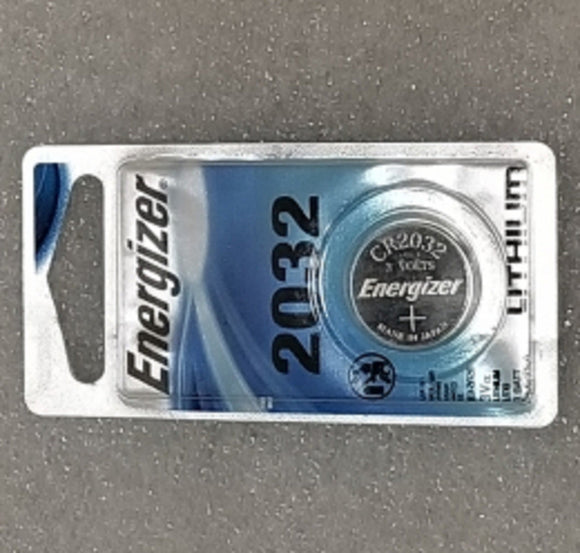 Energizer®
2032
CR2032
3 VOLTS
Energizer
+
MADE IN JAPAN
LITHIUM